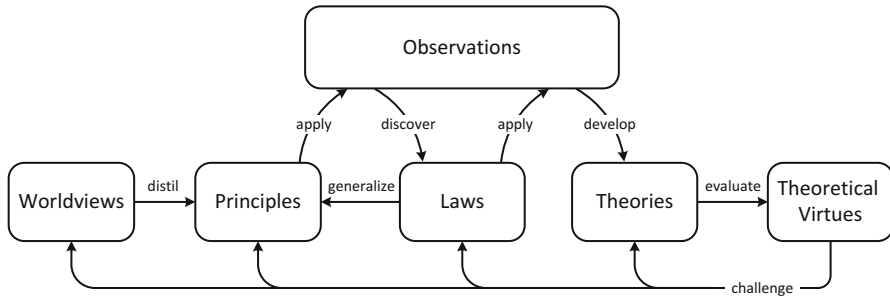 Observations
apply
discover
apply
develop
Worldviews
distil
Principles
generalize
Laws
Theories
evaluate
Theoretical
Virtues
challenge